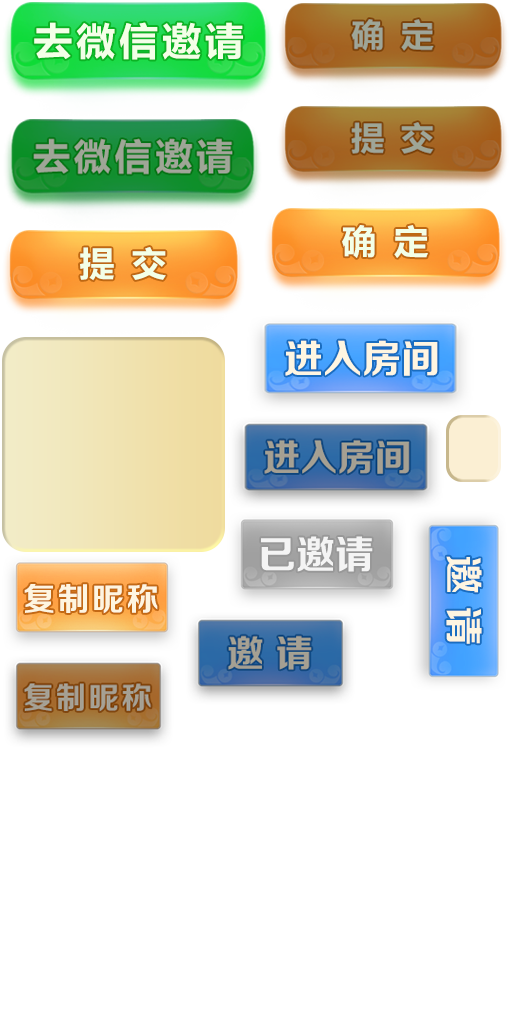 去微信邀请
确 定
去微信邀请
提 交
提 交
确 定
进入房间
进入房间
已邀请
邀 请
复制昵称
邀 请
复制昵称